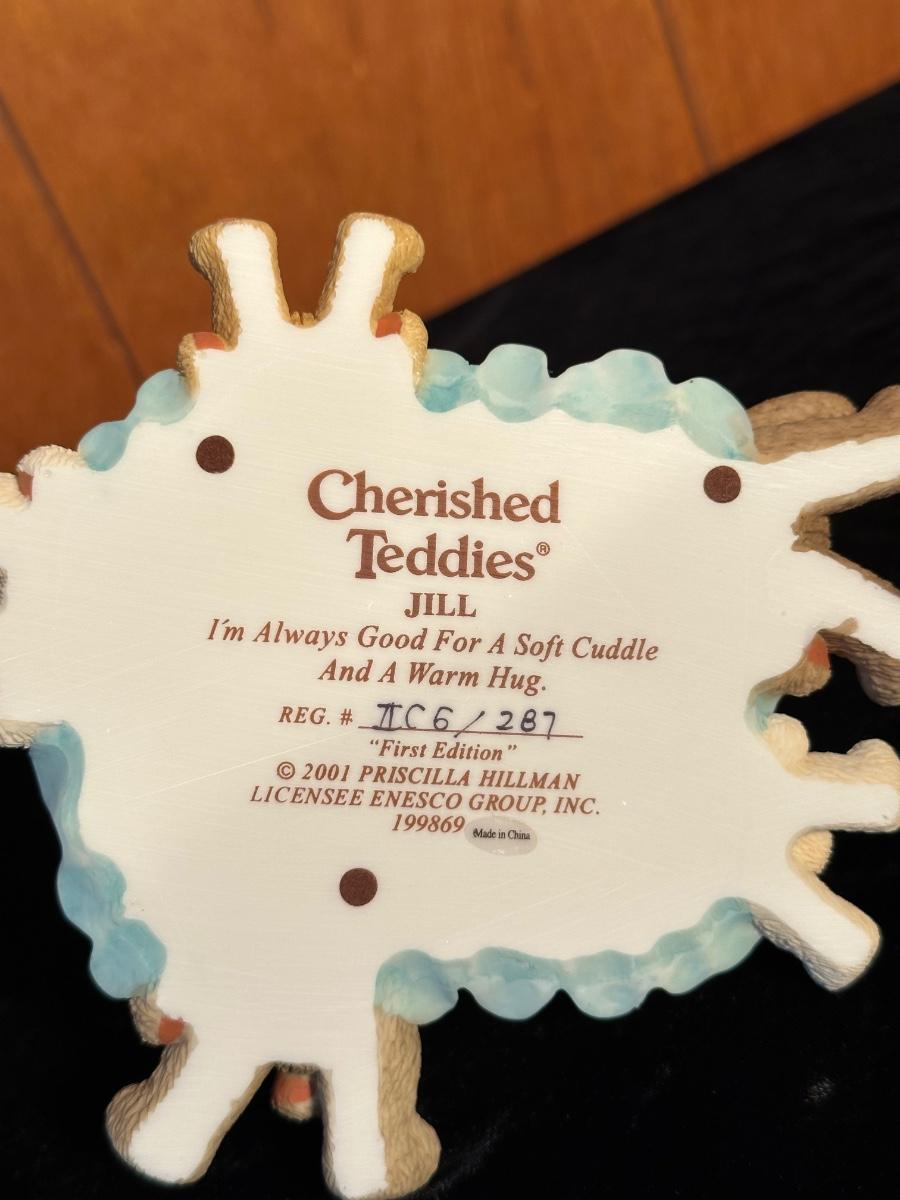 Cherished
Teddies®
JILL
I'm Always Good For A Soft Cuddle
And A Warm Hug.
REG. # IIC6/287
"First Edition"
© 2001 PRISCILLA HILLMAN
LICENSEE ENESCO GROUP, INC.
199869 Made in China